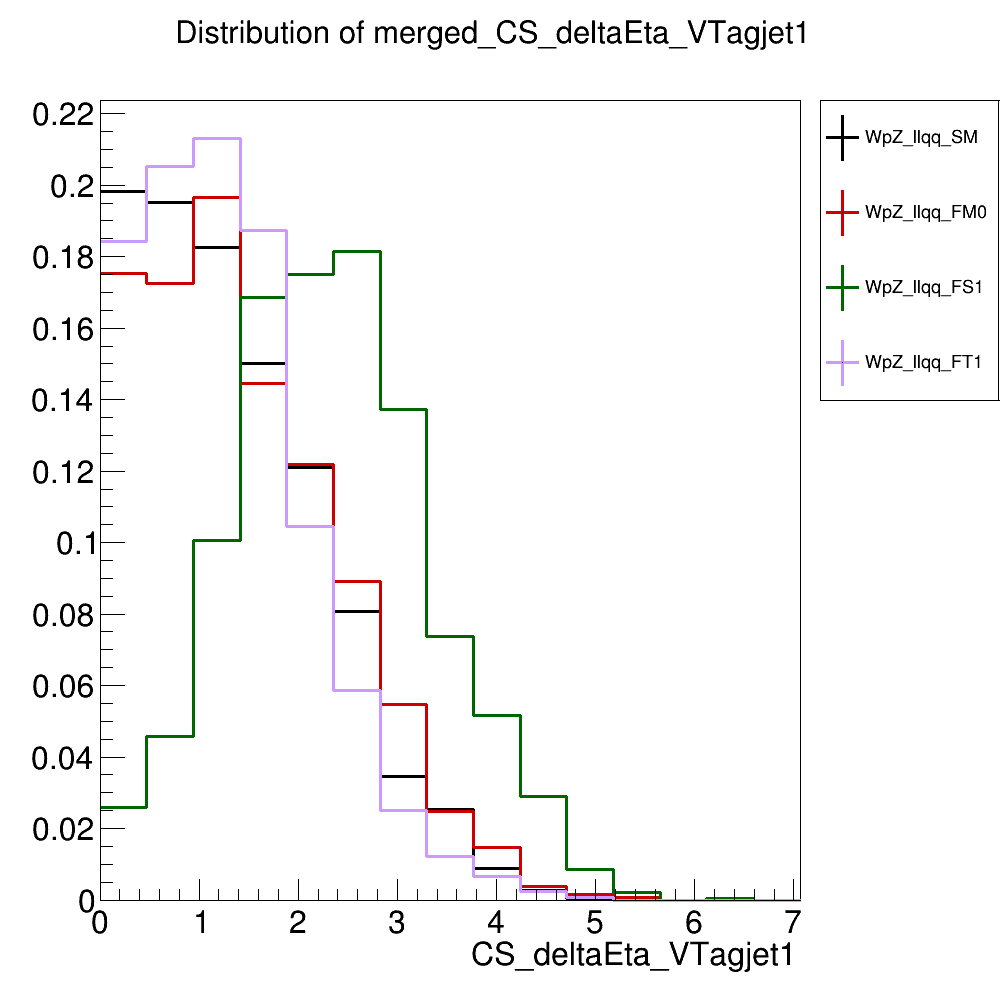 Distribution of merged_CS_deltaEta_VTagjet1
0.22
0.2
0.18
0.16
0.14
0.12
0.1
0.08
0.06
0.04
0.02
0
0 1 2 3 4 5 6 7
CS_deltaEta_VTagjet1
WpZ_llqq_SM
WpZ_llqq_FM0
WpZ_llqq_FS1
WpZ_llqq_FT1